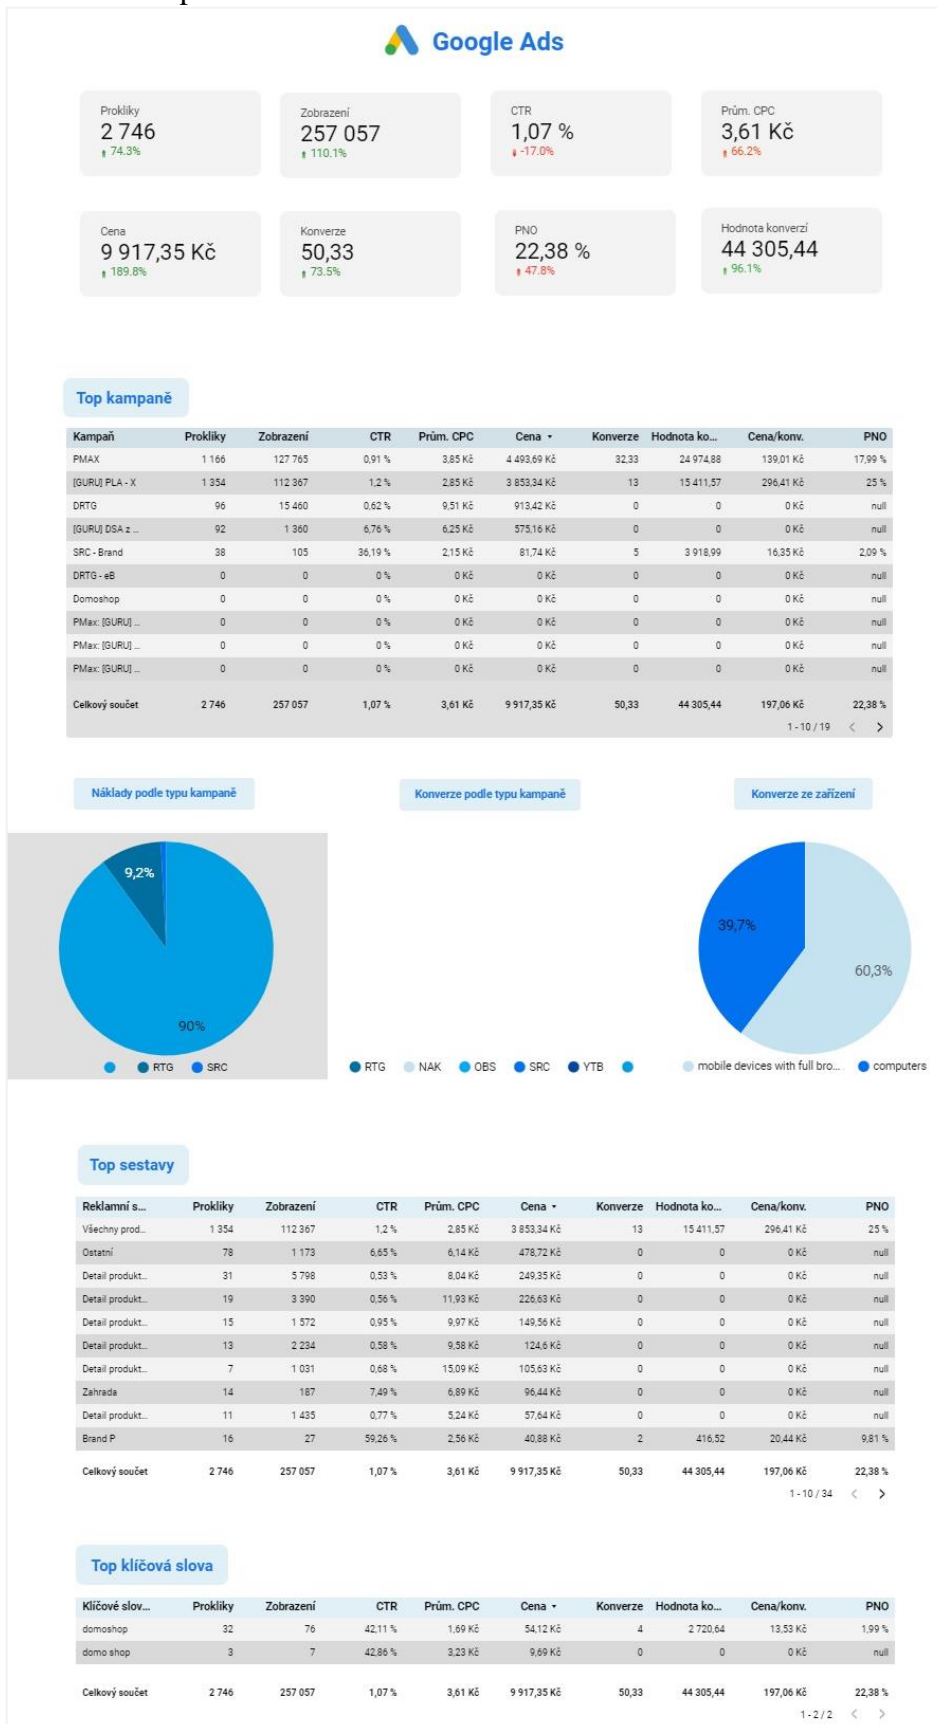 Google Ads
Prokliky
2 746
74.3%
Zobrazení
257 057
110.1%
CTR
1,07 %
-17.0%
Prům. CPC
3,61 Kč
66.2%
Cena
9 917,35 Kč
189.8%
Konverze
50,33
73.5%
PNO
22,38 %
47.8%
Hodnota konverzí
44 305,44
96.1%
Top kampaně
Kampaň Prokliky Zobrazení CTR Prům. CPC Cena Konverze Hodnota ko... Cena/konv. PNO
PMAX 1 166 127 765 0,91 % 3,85 Kč 4 493,69 Kč 32,33 24 974,88 139,01 Kč 17,99 %
[GURU] PLA - X 1 354 112 367 1,2 % 2,85 Kč 3 853,34 Kč 13 15 411,57 296,41 Kč 25 %
DRTG 96 15 460 0,62 % 9,51 Kč 913,42 Kč 0 0 0 Kč null
[GURU] DSA z ... 92 1 360 6,76 % 6,25 Kč 575,16 Kč 0 0 0 Kč null
SRC - Brand 38 105 36,19 % 2,15 Kč 81,74 Kč 5 3 918,99 16,35 Kč 2,09 %
DRTG - eB 0 0 0 % 0 Kč 0 Kč 0 0 0 Kč null
Domoshop 0 0 0 % 0 Kč 0 Kč 0 0 0 Kč null
PMax: [GURU] ... 0 0 0 % 0 Kč 0 Kč 0 0 0 Kč null
PMax: [GURU] ... 0 0 0 % 0 Kč 0 Kč 0 0 0 Kč null
PMax: [GURU] ... 0 0 0 % 0 Kč 0 Kč 0 0 0 Kč null
Celkový součet 2 746 257 057 1,07 % 3,61 Kč 9 917,35 Kč 50,33 44 305,44 197,06 Kč 22,38 %
1 - 10 / 19 < >
Náklady podle typu kampaně
Konverze podle typu kampaně
Konverze ze zařízení
9,2%
90%
39,7%
60,3%
RTG SRC
RTG NAK OBS SRC YTB
mobile devices with full bro... computers
Top sestavy
Reklamní s... Prokliky Zobrazení CTR Prům. CPC Cena Konverze Hodnota ko... Cena/konv. PNO
Všechny prod... 1 354 112 367 1,2 % 2,85 Kč 3 853,34 Kč 13 15 411,57 296,41 Kč 25 %
Ostatní 78 1 173 6,65 % 6,14 Kč 478,72 Kč 0 0 0 Kč null
Detail produkt... 31 5 798 0,53 % 8,04 Kč 249,35 Kč 0 0 0 Kč null
Detail produkt... 19 3 390 0,56 % 11,93 Kč 226,63 Kč 0 0 0 Kč null
Detail produkt... 15 1 572 0,95 % 9,97 Kč 149,56 Kč 0 0 0 Kč null
Detail produkt... 13 2 234 0,58 % 9,58 Kč 124,6 Kč 0 0 0 Kč null
Detail produkt... 7 1 031 0,68 % 15,09 Kč 105,63 Kč 0 0 0 Kč null
Zahrada 14 187 7,49 % 6,89 Kč 96,44 Kč 0 0 0 Kč null
Detail produkt... 11 1 435 0,77 % 5,24 Kč 57,64 Kč 0 0 0 Kč null
Brand P 16 27 59,26 % 2,56 Kč 40,88 Kč 2 416,52 20,44 Kč 9,81 %
Celkový součet 2 746 257 057 1,07 % 3,61 Kč 9 917,35 Kč 50,33 44 305,44 197,06 Kč 22,38 %
1 - 10 / 34 < >
Top klíčová slova
Klíčové slov... Prokliky Zobrazení CTR Prům. CPC Cena Konverze Hodnota ko... Cena/konv. PNO
domoshop 32 76 42,11 % 1,69 Kč 54,12 Kč 4 2 720,64 13,53 Kč 1,99 %
domo shop 3 7 42,86 % 3,23 Kč 9,69 Kč 0 0 0 Kč null
Celkový součet 2 746 257 057 1,07 % 3,61 Kč 9 917,35 Kč 50,33 44 305,44 197,06 Kč 22,38 %
1 - 2 / 2 < >